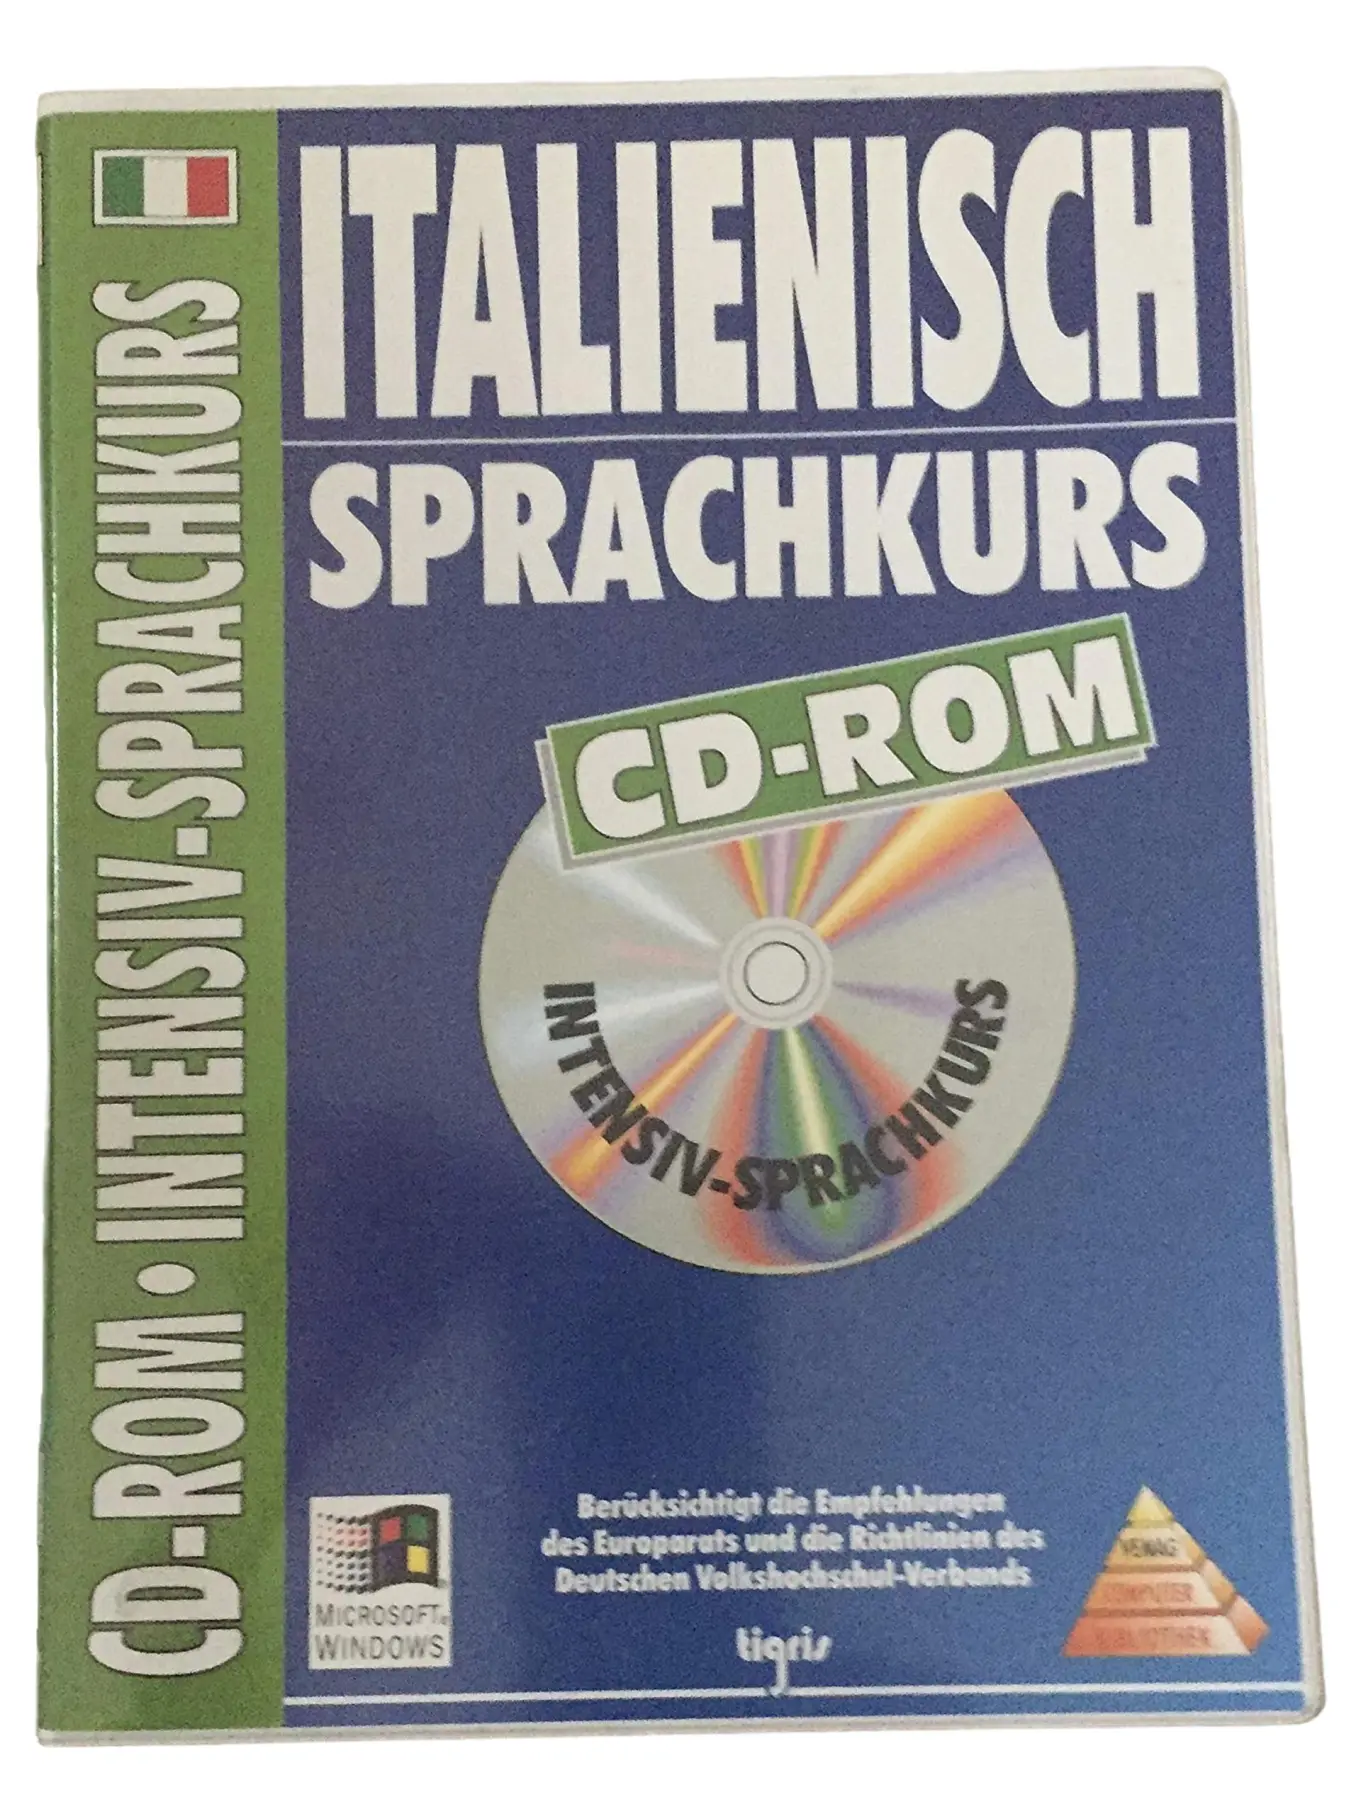 CD-ROM • INTENSIV-SPRACHKURS
ITALIENISCH
SPRACHKURS
CD-ROM
INTENSIV-SPRACHKURS
MICROSOFT®
WINDOWS
Berücksichtigt die Empfehlungen
des Europarats und die Richtlinien des
Deutschen Volkshochschul-Verbands
tigris
VEMAG
COMPUTER
BIBLIOTHEK